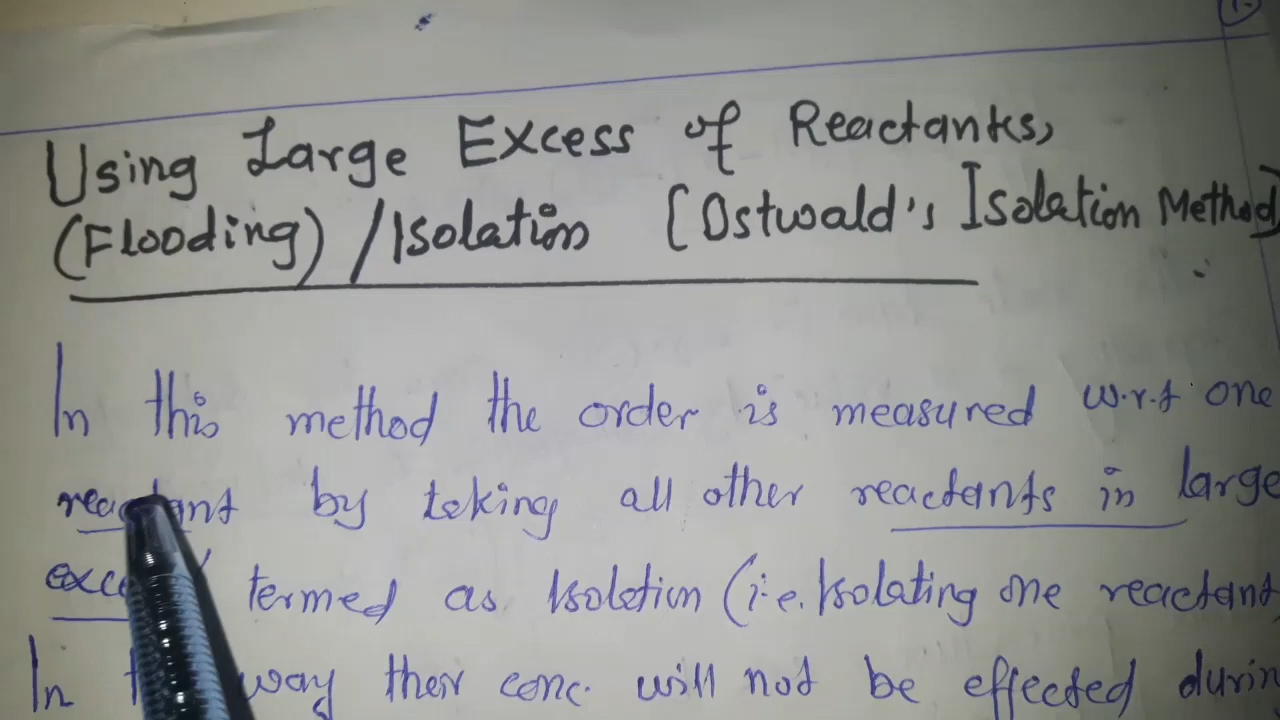 Using Large Excess of Reactants,
(Flooding) / Isolation [Ostwald's Isolation Method]
In this method the order is measured w.r.t one
reactant by taking all other reactants in large
termed as Isolation (i.e. Isolating one reactant
In way their conc. will not be effected